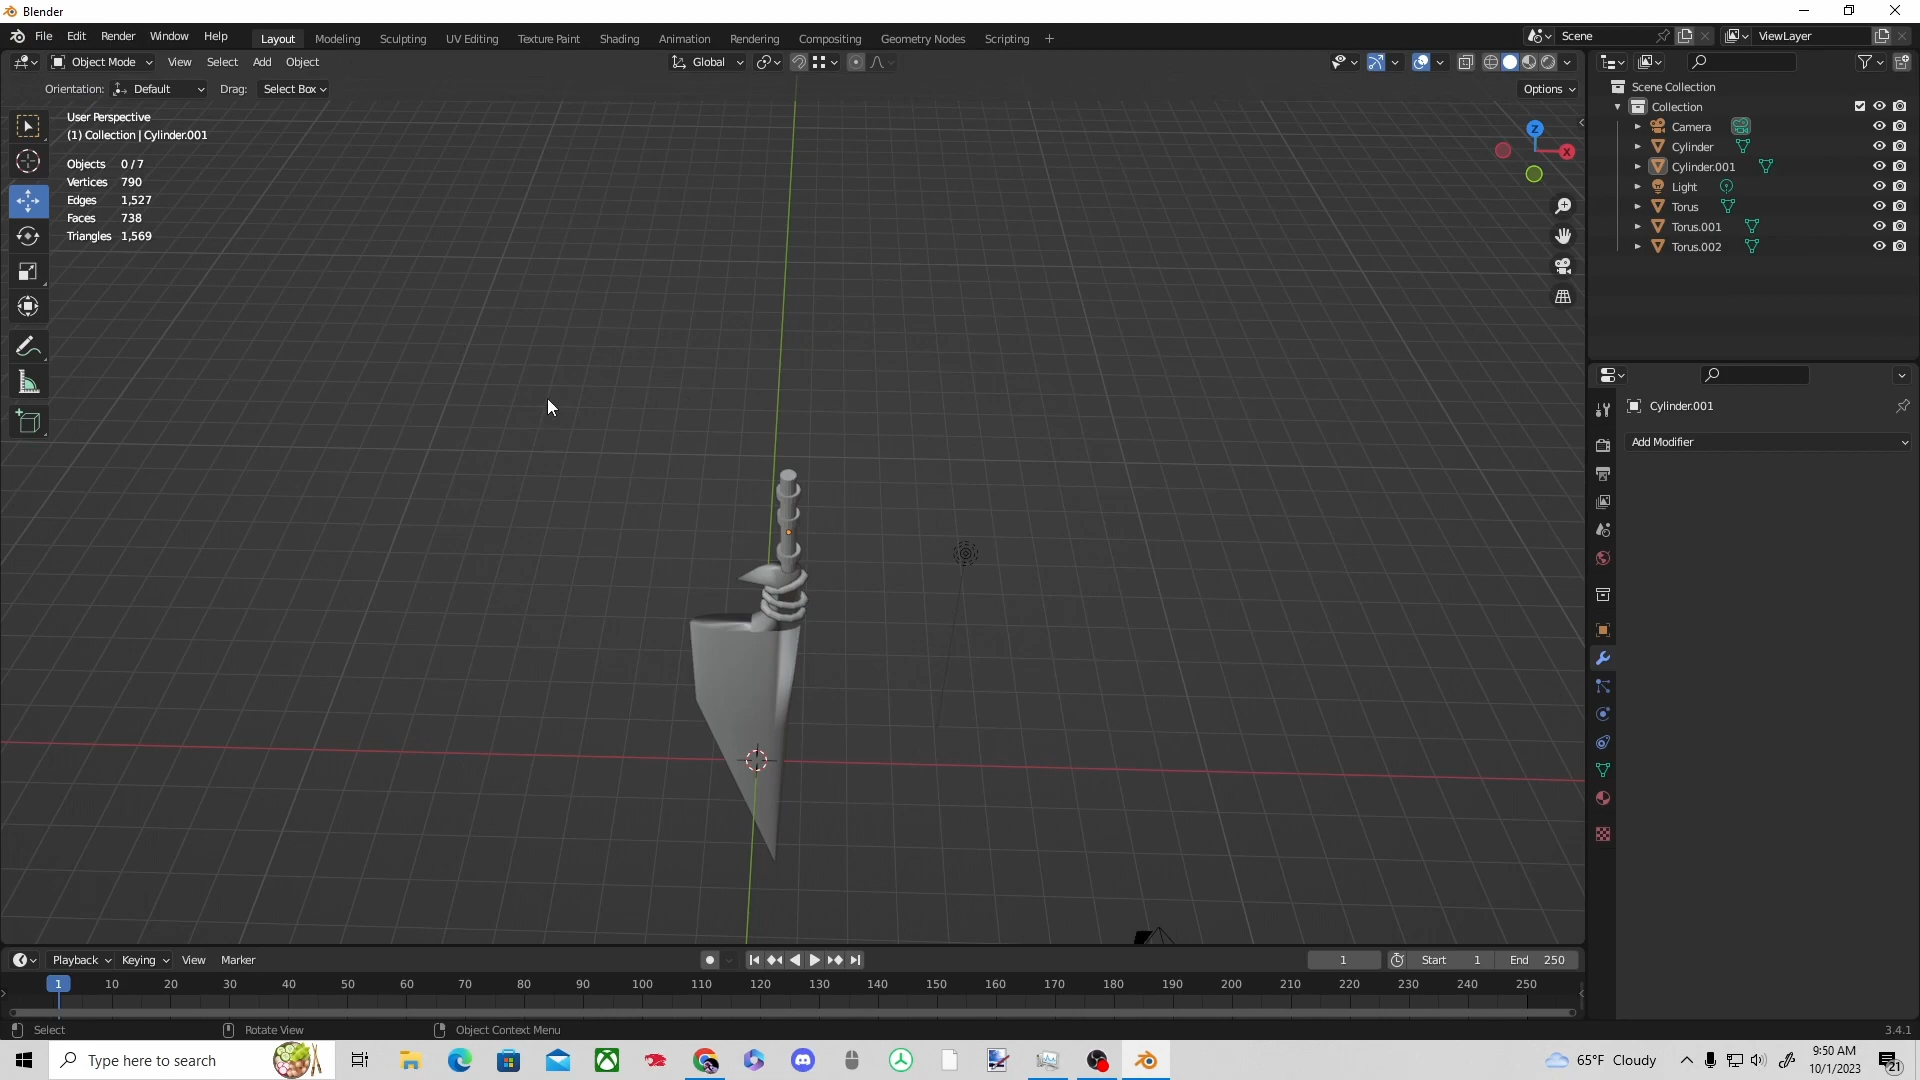 Blender
File Edit Render Window Help Layout Modeling Sculpting UV Editing Texture Paint Shading Animation Rendering Compositing Geometry Nodes Scripting + Scene ViewLayer
Object Mode View Select Add Object Global
Orientation: Default Drag: Select Box Options
User Perspective
(1) Collection | Cylinder.001
Objects 0/7
Vertices 790
Edges 1,527
Faces 738
Triangles 1,569
Z
X
Scene Collection
Collection
Camera
Cylinder
Cylinder.001
Light
Torus
Torus.001
Torus.002
Cylinder.001
Add Modifier
Playback Keying View Marker 1 Start 1 End 250
1 10 20 30 40 50 60 70 80 90 100 110 120 130 140 150 160 170 180 190 200 210 220 230 240 250
Select Rotate View Object Context Menu 3.4.1
Type here to search 65°F Cloudy 9:50 AM
10/1/2023 21